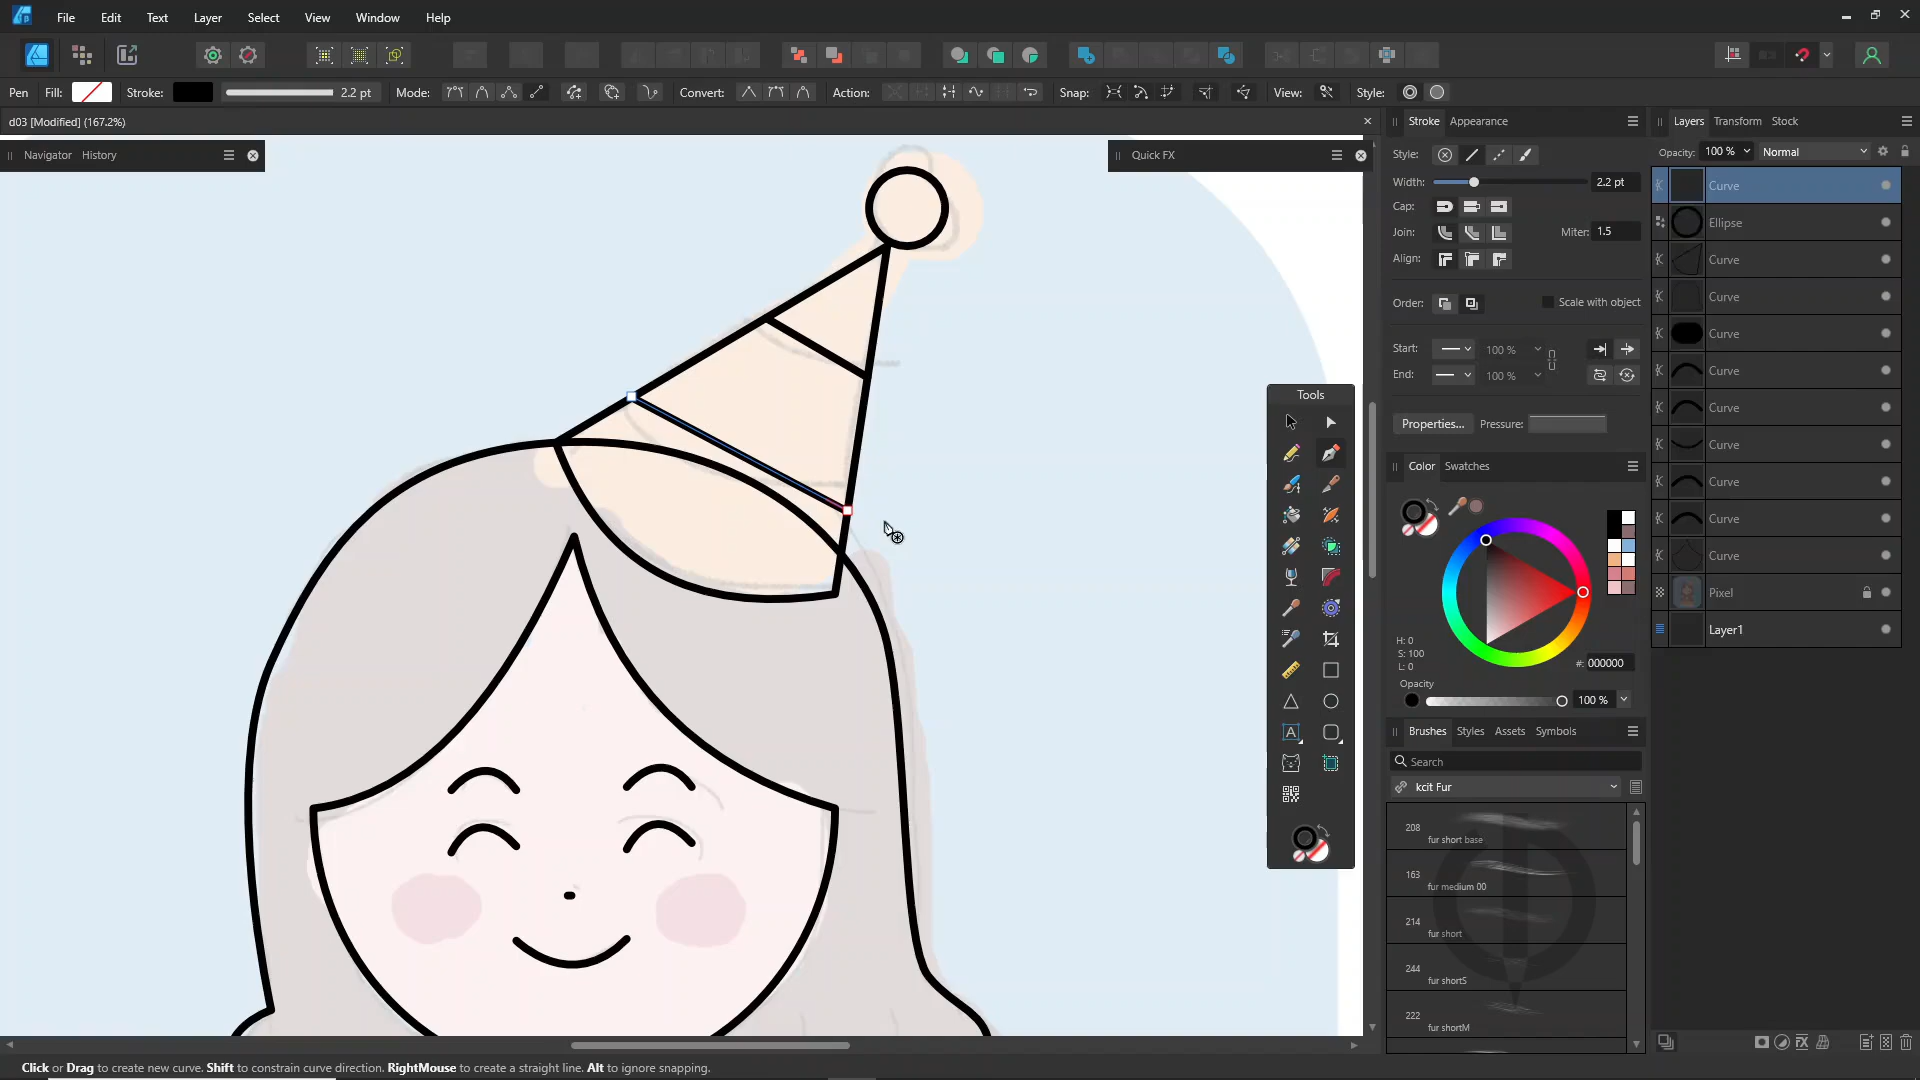 File Edit Text Layer Select View Window Help
Pen Fill: Stroke: 2.2 pt Mode: Convert: Action: Snap: View: Style:
d03 [Modified] (167.2%)
Navigator History
Quick FX
Stroke Appearance
Style:
Width: 2.2 pt
Cap:
Join: Miter: 1.5
Align:
Order: Scale with object
Start: 100 %
End: 100 %
Properties... Pressure:
Color Swatches
H: 0
S: 100
L: 0
#: 000000
Opacity
100 %
Brushes Styles Assets Symbols
Search
kcit Fur
208
fur short base
163
fur medium 00
214
fur short
244
fur shortS
222
fur shortM
Layers Transform Stock
Opacity: 100 % Normal
Curve
Ellipse
Curve
Curve
Curve
Curve
Curve
Curve
Curve
Curve
Curve
Pixel
Layer1
Tools
A
Click or Drag to create new curve. Shift to constrain curve direction. RightMouse to create a straight line. Alt to ignore snapping.